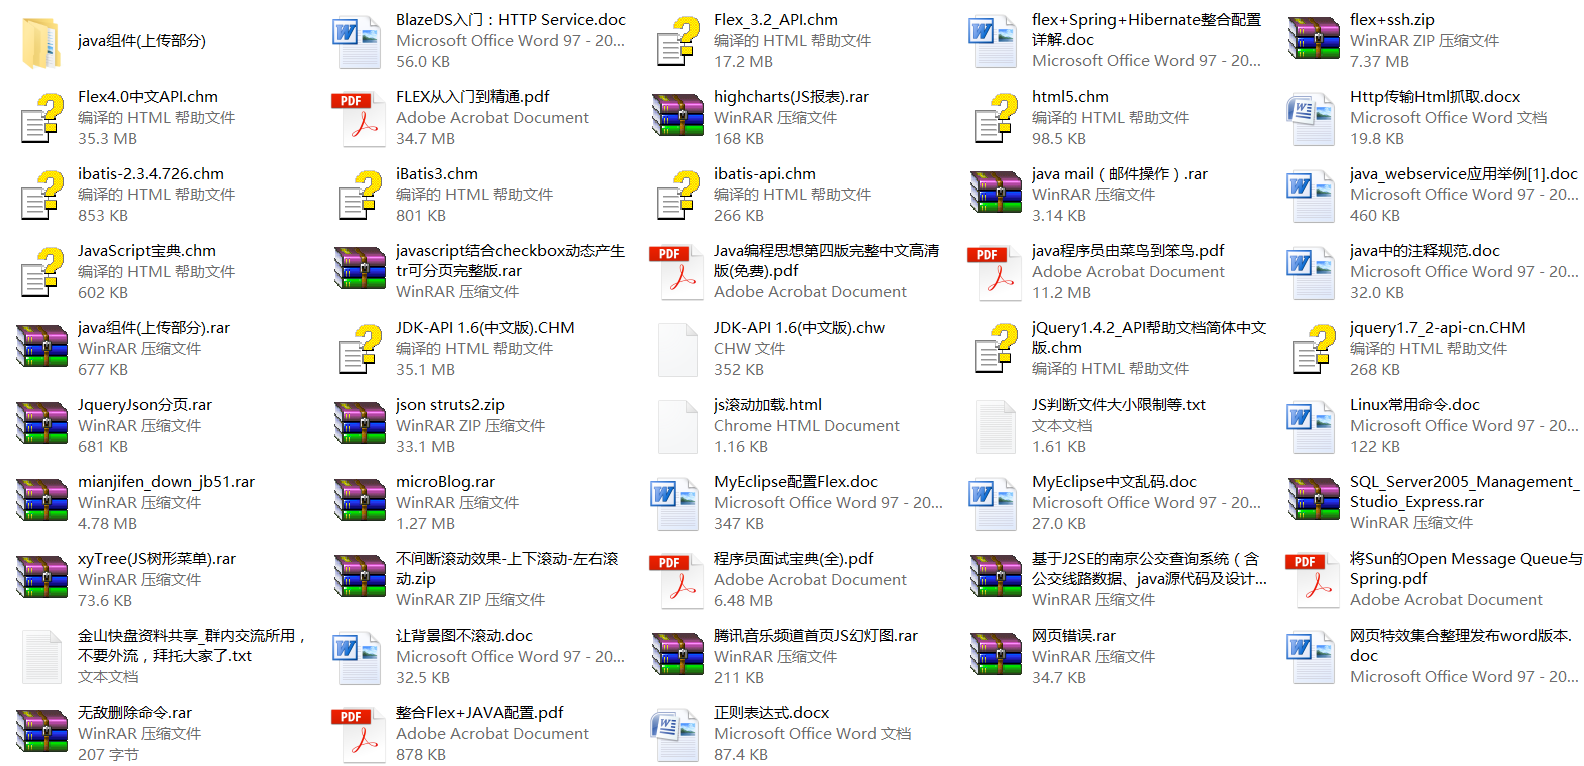 java组件(上传部分)
BlazeDS入门：HTTP Service.doc
Microsoft Office Word 97 - 20...
56.0 KB
Flex_3.2_API.chm
编译的 HTML 帮助文件
17.2 MB
flex+Spring+Hibernate整合配置
详解.doc
Microsoft Office Word 97 - 20...
flex+ssh.zip
WinRAR ZIP 压缩文件
7.37 MB
Flex4.0中文API.chm
编译的 HTML 帮助文件
35.3 MB
FLEX从入门到精通.pdf
Adobe Acrobat Document
34.7 MB
highcharts(JS报表).rar
WinRAR 压缩文件
168 KB
html5.chm
编译的 HTML 帮助文件
98.5 KB
Http传输Html抓取.docx
Microsoft Office Word 文档
19.8 KB
ibatis-2.3.4.726.chm
编译的 HTML 帮助文件
853 KB
iBatis3.chm
编译的 HTML 帮助文件
801 KB
ibatis-api.chm
编译的 HTML 帮助文件
266 KB
java mail（邮件操作）.rar
WinRAR 压缩文件
3.14 KB
java_webservice应用举例[1].doc
Microsoft Office Word 97 - 20...
460 KB
JavaScript宝典.chm
编译的 HTML 帮助文件
602 KB
javascript结合checkbox动态产生
tr可分页完整版.rar
WinRAR 压缩文件
Java编程思想第四版完整中文高清
版(免费).pdf
Adobe Acrobat Document
java程序员由菜鸟到笨鸟.pdf
Adobe Acrobat Document
11.2 MB
java中的注释规范.doc
Microsoft Office Word 97 - 20...
32.0 KB
java组件(上传部分).rar
WinRAR 压缩文件
677 KB
JDK-API 1.6(中文版).CHM
编译的 HTML 帮助文件
35.1 MB
JDK-API 1.6(中文版).chw
CHW 文件
352 KB
jQuery1.4.2_API帮助文档简体中文
版.chm
编译的 HTML 帮助文件
jquery1.7_2-api-cn.CHM
编译的 HTML 帮助文件
268 KB
JqueryJson分页.rar
WinRAR 压缩文件
681 KB
json struts2.zip
WinRAR ZIP 压缩文件
33.1 MB
js滚动加载.html
Chrome HTML Document
1.16 KB
JS判断文件大小限制等.txt
文本文档
1.61 KB
Linux常用命令.doc
Microsoft Office Word 97 - 20...
122 KB
mianjifen_down_jb51.rar
WinRAR 压缩文件
4.78 MB
microBlog.rar
WinRAR 压缩文件
1.27 MB
MyEclipse配置Flex.doc
Microsoft Office Word 97 - 20...
347 KB
MyEclipse中文乱码.doc
Microsoft Office Word 97 - 20...
27.0 KB
SQL_Server2005_Management_
Studio_Express.rar
WinRAR 压缩文件
xyTree(JS树形菜单).rar
WinRAR 压缩文件
73.6 KB
不间断滚动效果-上下滚动-左右滚
动.zip
WinRAR ZIP 压缩文件
程序员面试宝典(全).pdf
Adobe Acrobat Document
6.48 MB
基于J2SE的南京公交查询系统（含
公交线路数据、java源代码及设计...
WinRAR 压缩文件
将Sun的Open Message Queue与
Spring.pdf
Adobe Acrobat Document
金山快盘资料共享_群内交流所用，
不要外流，拜托大家了.txt
文本文档
让背景图不滚动.doc
Microsoft Office Word 97 - 20...
32.5 KB
腾讯音乐频道首页JS幻灯图.rar
WinRAR 压缩文件
211 KB
网页错误.rar
WinRAR 压缩文件
34.7 KB
网页特效集合整理发布word版本.
doc
Microsoft Office Word 97 - 20...
无敌删除命令.rar
WinRAR 压缩文件
207 字节
整合Flex+JAVA配置.pdf
Adobe Acrobat Document
878 KB
正则表达式.docx
Microsoft Office Word 文档
87.4 KB